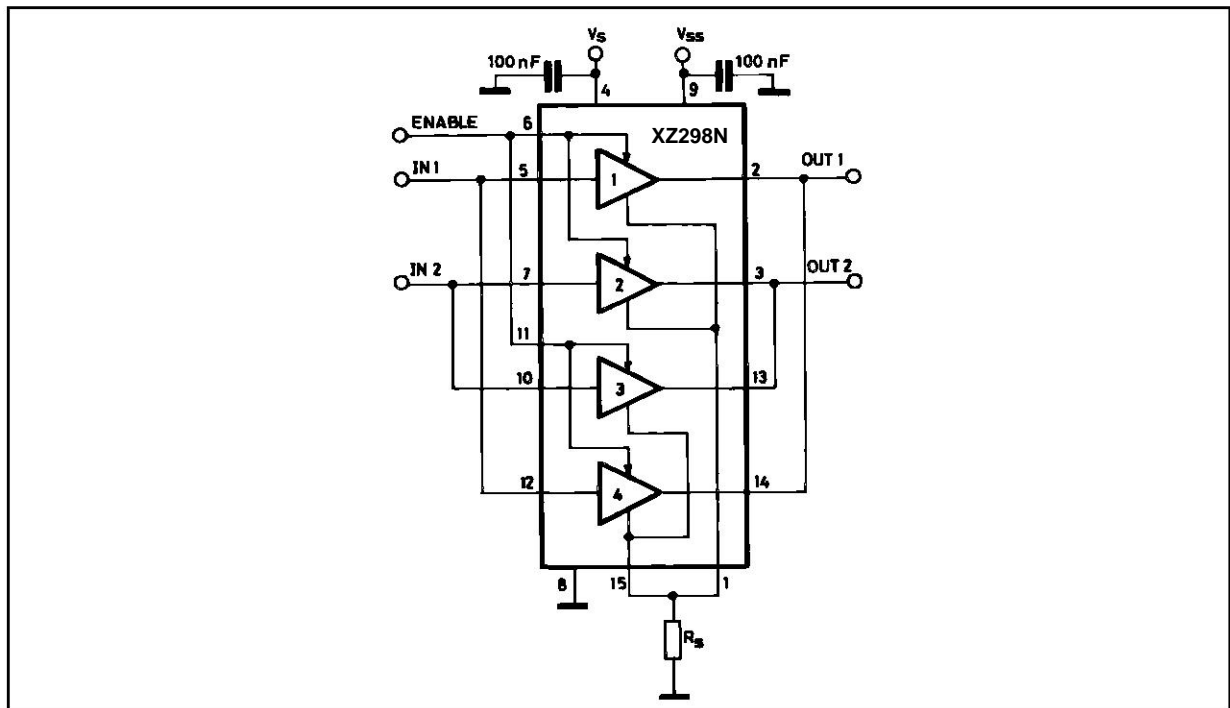 Vs Vss
100 nF 100 nF
4 9
ENABLE 6 XZ298N
IN 1 5 1 2 OUT 1
IN 2 7 2 3 OUT 2
11
10 3 13
12 4 14
8 15 1
Rs